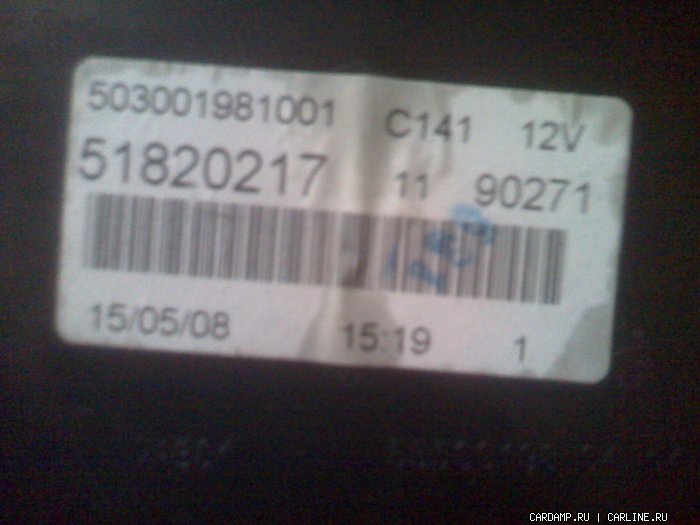 503001981001 C141 12V
51820217 11 90271
15/05/08 15:19 1
CARDAMP.RU | CARLINE.RU